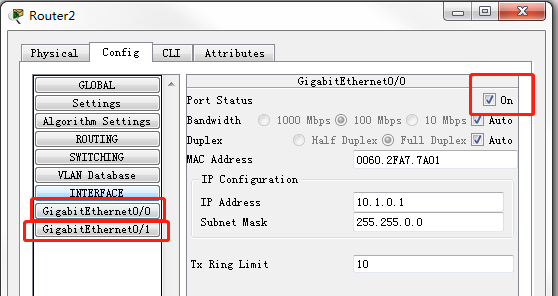 Router2
Physical Config CLI Attributes
GLOBAL
Settings
Algorithm Settings
ROUTING
SWITCHING
VLAN Database
INTERFACE
GigabitEthernet0/0
GigabitEthernet0/1
GigabitEthernet0/0
Port Status On
Bandwidth 1000 Mbps 100 Mbps 10 Mbps Auto
Duplex Half Duplex Full Duplex Auto
MAC Address 0060.2FA7.7A01
IP Configuration
IP Address 10.1.0.1
Subnet Mask 255.255.0.0
Tx Ring Limit 10